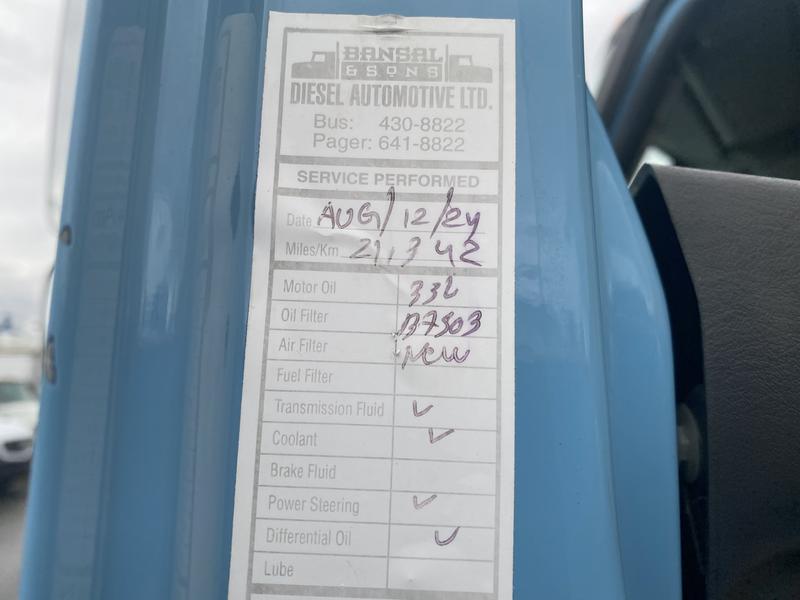 BANSAL
& SONS
DIESEL AUTOMOTIVE LTD.
Bus: 430-8822
Pager: 641-8822
SERVICE PERFORMED
Date AUG/12/24
Miles/Km 21,342
Motor Oil 33L
Oil Filter B7503
Air Filter NEW
Fuel Filter
Transmission Fluid ✓
Coolant ✓
Brake Fluid
Power Steering ✓
Differential Oil ✓
Lube